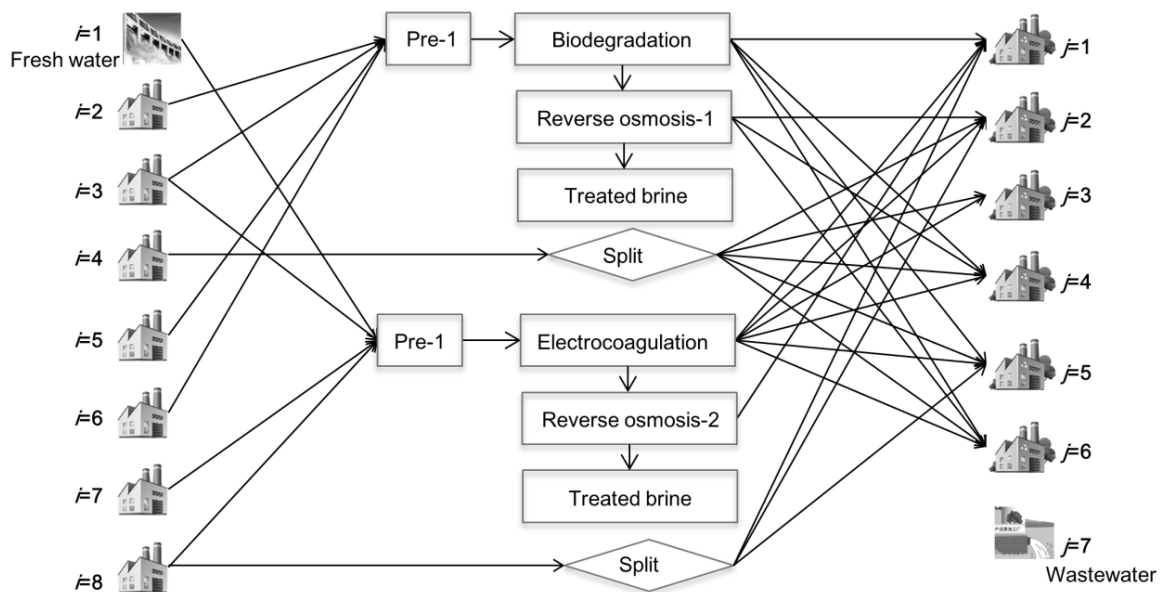 i=1
Fresh water
i=2
i=3
i=4
i=5
i=6
i=7
i=8
Pre-1
Biodegradation
Reverse osmosis-1
Treated brine
Split
Pre-1
Electrocoagulation
Reverse osmosis-2
Treated brine
Split
j=1
j=2
j=3
j=4
j=5
j=6
j=7
Wastewater